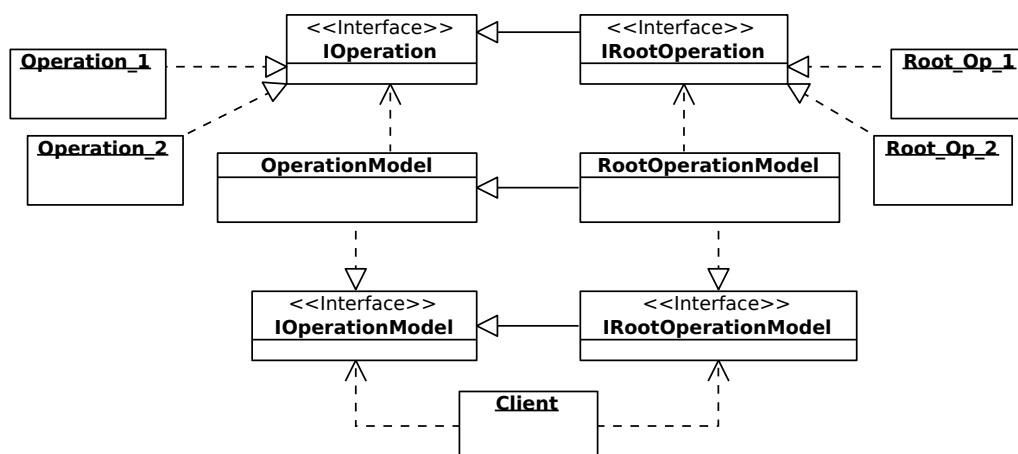 <<Interface>>
IOperation
<<Interface>>
IRootOperation
Operation_1
Root_Op_1
Operation_2
Root_Op_2
OperationModel
RootOperationModel
<<Interface>>
IOperationModel
<<Interface>>
IRootOperationModel
Client